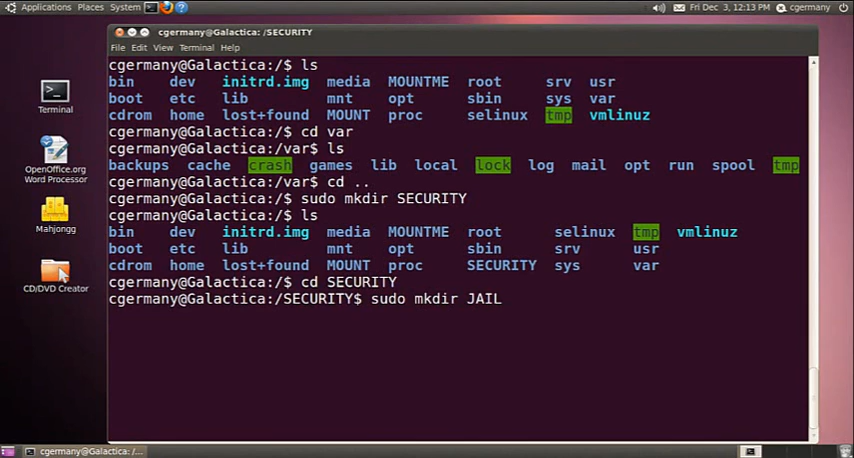 Applications Places System Fri Dec 3, 12:13 PM cgermany
cgermany@Galactica: /SECURITY
File Edit View Terminal Help
cgermany@Galactica:/$ ls
bin dev initrd.img media MOUNTME root srv usr
boot etc lib mnt opt sbin sys var
cdrom home lost+found MOUNT proc selinux tmp vmlinuz
cgermany@Galactica:/$ cd var
cgermany@Galactica:/var$ ls
backups cache crash games lib local lock log mail opt run spool tmp
cgermany@Galactica:/var$ cd ..
cgermany@Galactica:/$ sudo mkdir SECURITY
cgermany@Galactica:/$ ls
bin dev initrd.img media MOUNTME root selinux tmp vmlinuz
boot etc lib mnt opt sbin srv usr
cdrom home lost+found MOUNT proc SECURITY sys var
cgermany@Galactica:/$ cd SECURITY
cgermany@Galactica:/SECURITY$ sudo mkdir JAIL
Terminal
OpenOffice.org
Word Processor
Mahjongg
CD/DVD Creator
cgermany@Galactica: /...